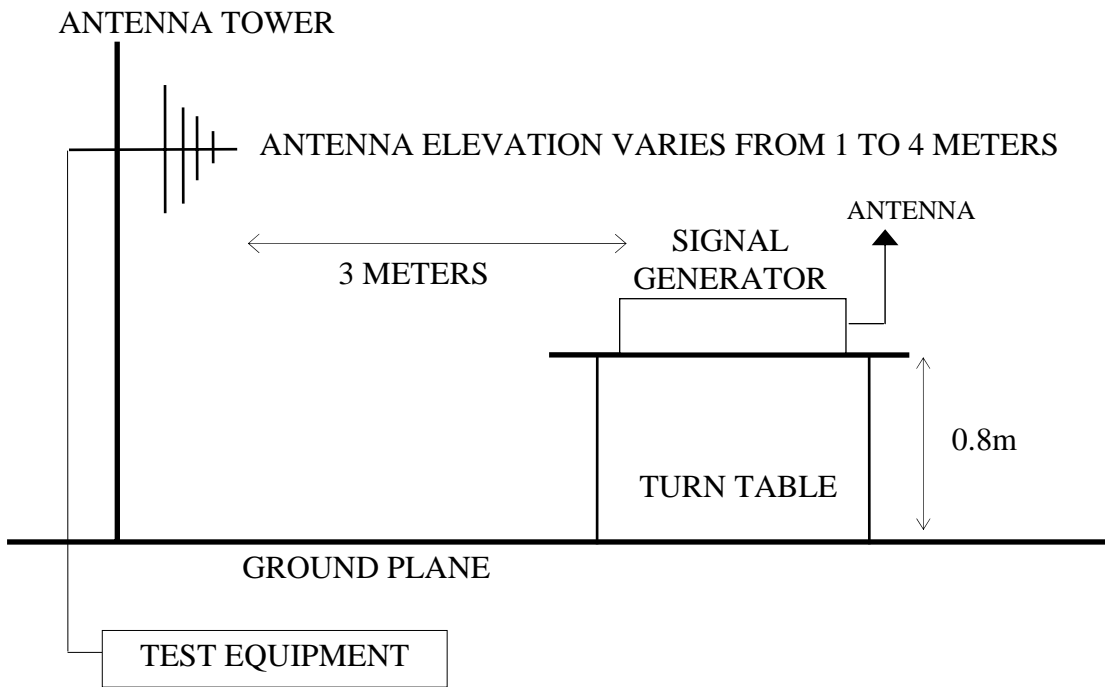 ANTENNA TOWER
ANTENNA ELEVATION VARIES FROM 1 TO 4 METERS
ANTENNA
3 METERS
SIGNAL
GENERATOR
0.8m
TURN TABLE
GROUND PLANE
TEST EQUIPMENT